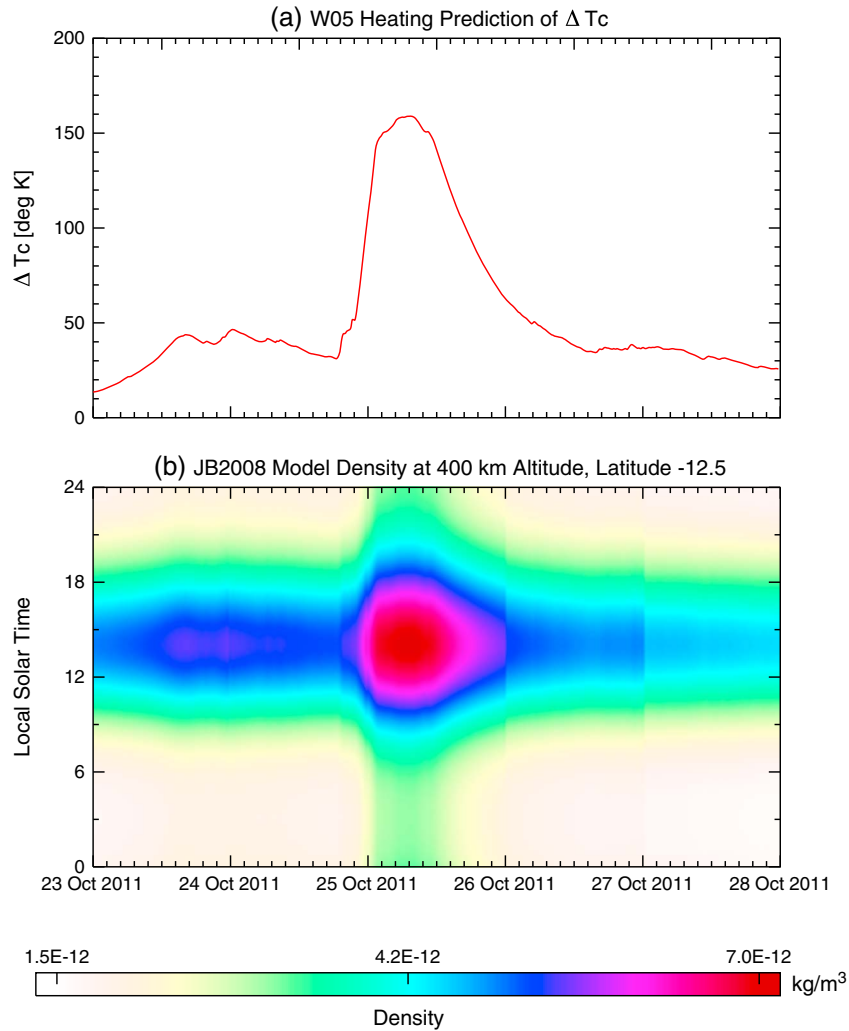 (a) W05 Heating Prediction of Δ Tc
200
150
100
50
0
Δ Tc [deg K]
(b) JB2008 Model Density at 400 km Altitude, Latitude -12.5
24
18
12
6
0
Local Solar Time
23 Oct 2011 24 Oct 2011 25 Oct 2011 26 Oct 2011 27 Oct 2011 28 Oct 2011
1.5E-12 4.2E-12 7.0E-12
kg/m³
Density